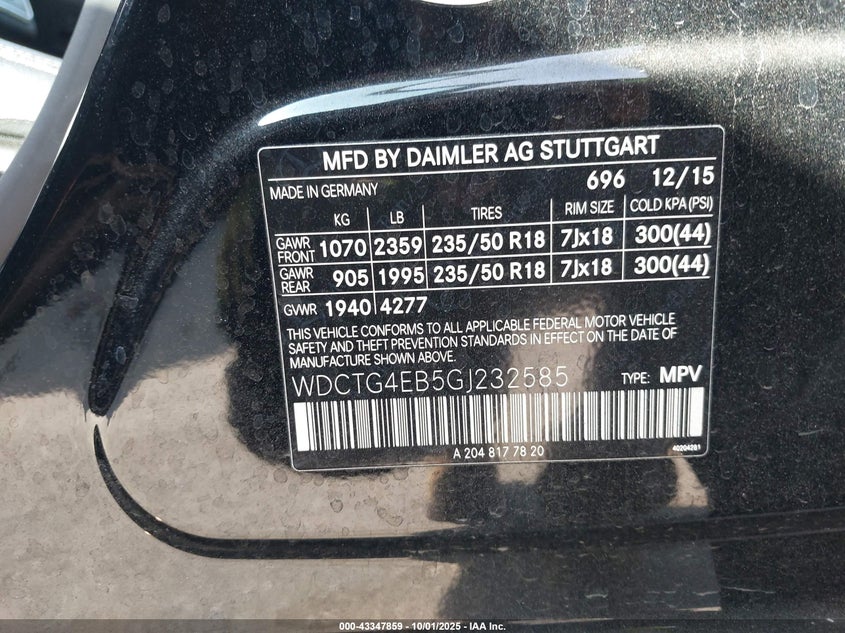 MFD BY DAIMLER AG STUTTGART
MADE IN GERMANY 696 12/15
KG LB TIRES RIM SIZE COLD KPA (PSI)
GAWR FRONT 1070 2359 235/50 R18 7Jx18 300(44)
GAWR REAR 905 1995 235/50 R18 7Jx18 300(44)
GVWR 1940 4277
THIS VEHICLE CONFORMS TO ALL APPLICABLE FEDERAL MOTOR VEHICLE
SAFETY AND THEFT PREVENTION STANDARDS IN EFFECT ON THE DATE OF
MANUFACTURE SHOWN ABOVE.
WDCTG4EB5GJ232585 TYPE: MPV
A 204 817 78 20 40204281
000-43347859 - 10/01/2025 - IAA Inc.